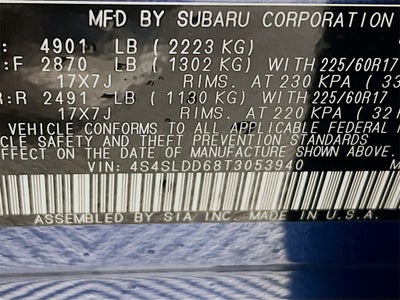 MFD BY SUBARU CORPORATION
: 4901 LB (2223 KG)
:F 2870 LB (1302 KG) WITH 225/60R17
17X7J RIMS. AT 230 KPA (33
R:R 2491 LB (1130 KG) WITH 225/60R17
17X7J RIMS. AT 220 KPA (32
VEHICLE CONFORMS TO ALL APPLICABLE FEDERAL
CLE SAFETY AND THEFT PREVENTION STANDARDS
EFFECT ON THE DATE OF MANUFACTURE SHOWN ABOVE.
VIN: 4S4SLDD68T3053940
ASSEMBLED BY SIA INC. IN U.S.A.